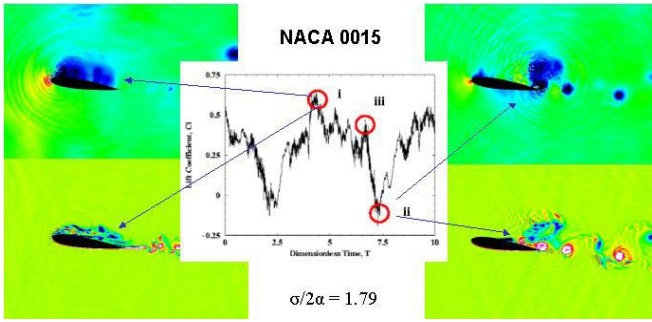 NACA 0015
0.75
0.5
0.25
0
−0.25
Lift Coefficient, Cl
i
iii
ii
0
2.5
5
7.5
10
Dimensionless Time, T
σ/2α = 1.79